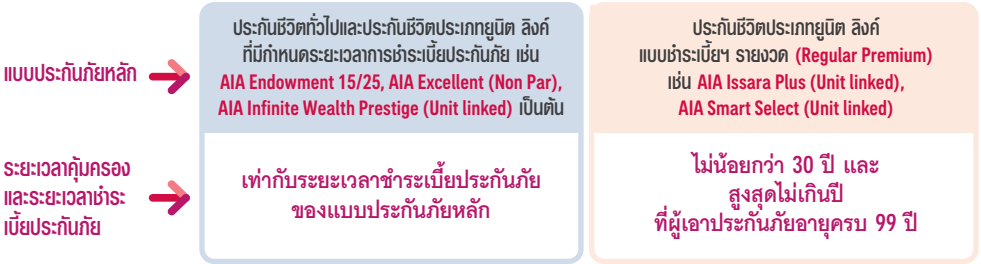 แบบประกันภัยหลัก
ประกันชีวิตทั่วไปและประกันชีวิตประเภทยูนิต ลิงค์
ที่มีกำหนดระยะเวลาการชำระเบี้ยประกันภัย เช่น
AIA Endowment 15/25, AIA Excellent (Non Par),
AIA Infinite Wealth Prestige (Unit linked) เป็นต้น
ประกันชีวิตประเภทยูนิต ลิงค์
แบบชำระเบี้ยฯ รายงวด (Regular Premium)
เช่น AIA Issara Plus (Unit linked),
AIA Smart Select (Unit linked)
ระยะเวลาคุ้มครอง
และระยะเวลาชำระ
เบี้ยประกันภัย
เท่ากับระยะเวลาชำระเบี้ยประกันภัย
ของแบบประกันภัยหลัก
ไม่น้อยกว่า 30 ปี และ
สูงสุดไม่เกินปี
ที่ผู้เอาประกันภัยอายุครบ 99 ปี